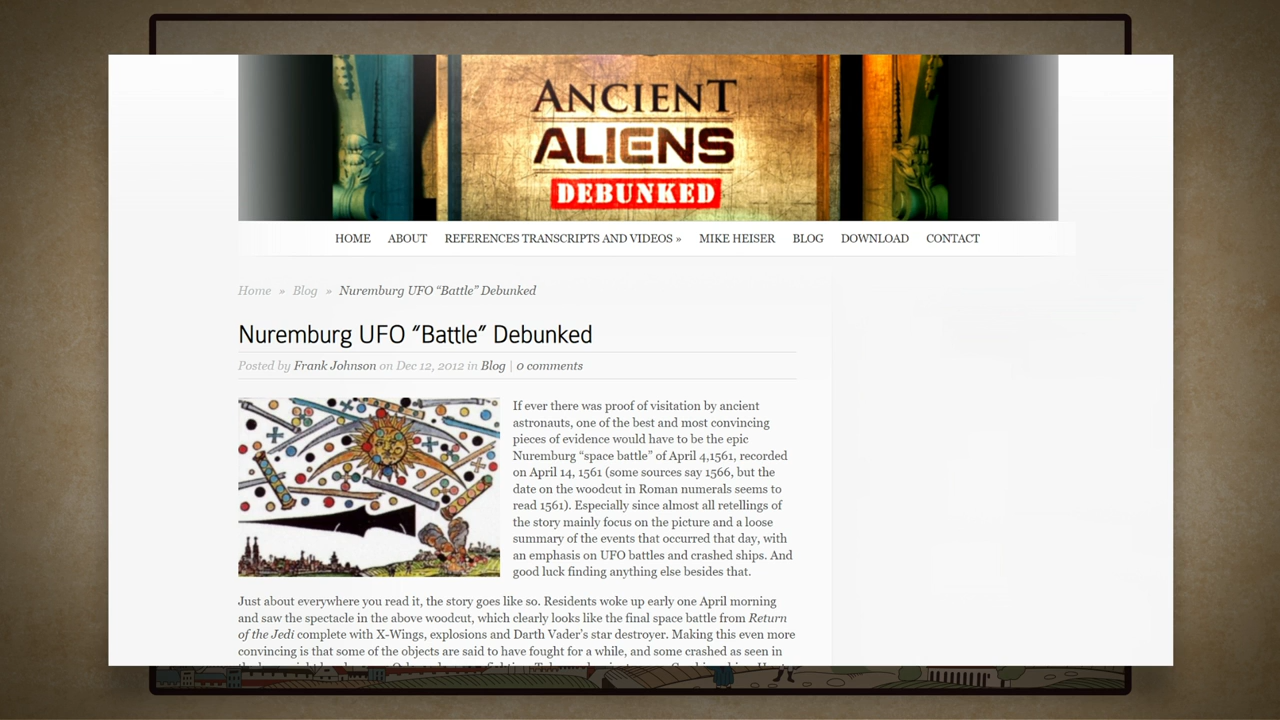 ANCIENT
ALIENS
DEBUNKED
HOME ABOUT REFERENCES TRANSCRIPTS AND VIDEOS » MIKE HEISER BLOG DOWNLOAD CONTACT
Home » Blog » Nuremburg UFO “Battle” Debunked
Nuremburg UFO “Battle” Debunked
Posted by Frank Johnson on Dec 12, 2012 in Blog | 0 comments
If ever there was proof of visitation by ancient
astronauts, one of the best and most convincing
pieces of evidence would have to be the epic
Nuremburg “space battle” of April 4,1561, recorded
on April 14, 1561 (some sources say 1566, but the
date on the woodcut in Roman numerals seems to
read 1561). Especially since almost all retellings of
the story mainly focus on the picture and a loose
summary of the events that occurred that day, with
an emphasis on UFO battles and crashed ships. And
good luck finding anything else besides that.
Just about everywhere you read it, the story goes like so. Residents woke up early one April morning
and saw the spectacle in the above woodcut, which clearly looks like the final space battle from Return
of the Jedi complete with X-Wings, explosions and Darth Vader’s star destroyer. Making this even more
convincing is that some of the objects are said to have fought for a while, and some crashed as seen in